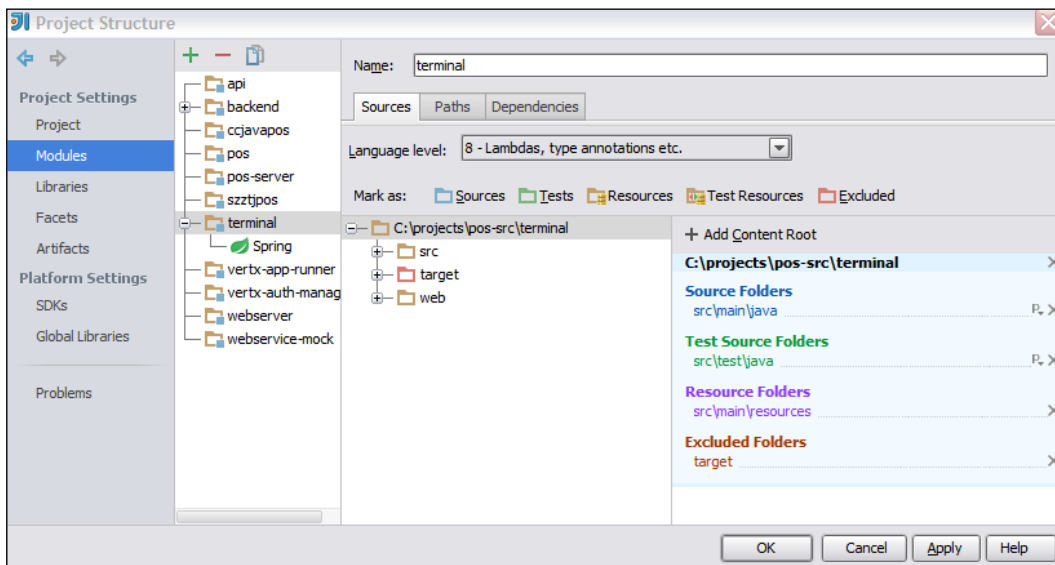 Project Structure
Project Settings
Project
Modules
Libraries
Facets
Artifacts
Platform Settings
SDKs
Global Libraries
Problems
api
backend
ccjavapos
pos
pos-server
szztjpos
terminal
Spring
vertx-app-runner
vertx-auth-manag
webserver
webservice-mock
Name: terminal
Sources Paths Dependencies
Language level: 8 - Lambdas, type annotations etc.
Mark as: Sources Tests Resources Test Resources Excluded
C:\projects\pos-src\terminal
src
target
web
+ Add Content Root
C:\projects\pos-src\terminal
Source Folders
src\main\java
Test Source Folders
src\test\java
Resource Folders
src\main\resources
Excluded Folders
target
OK Cancel Apply Help